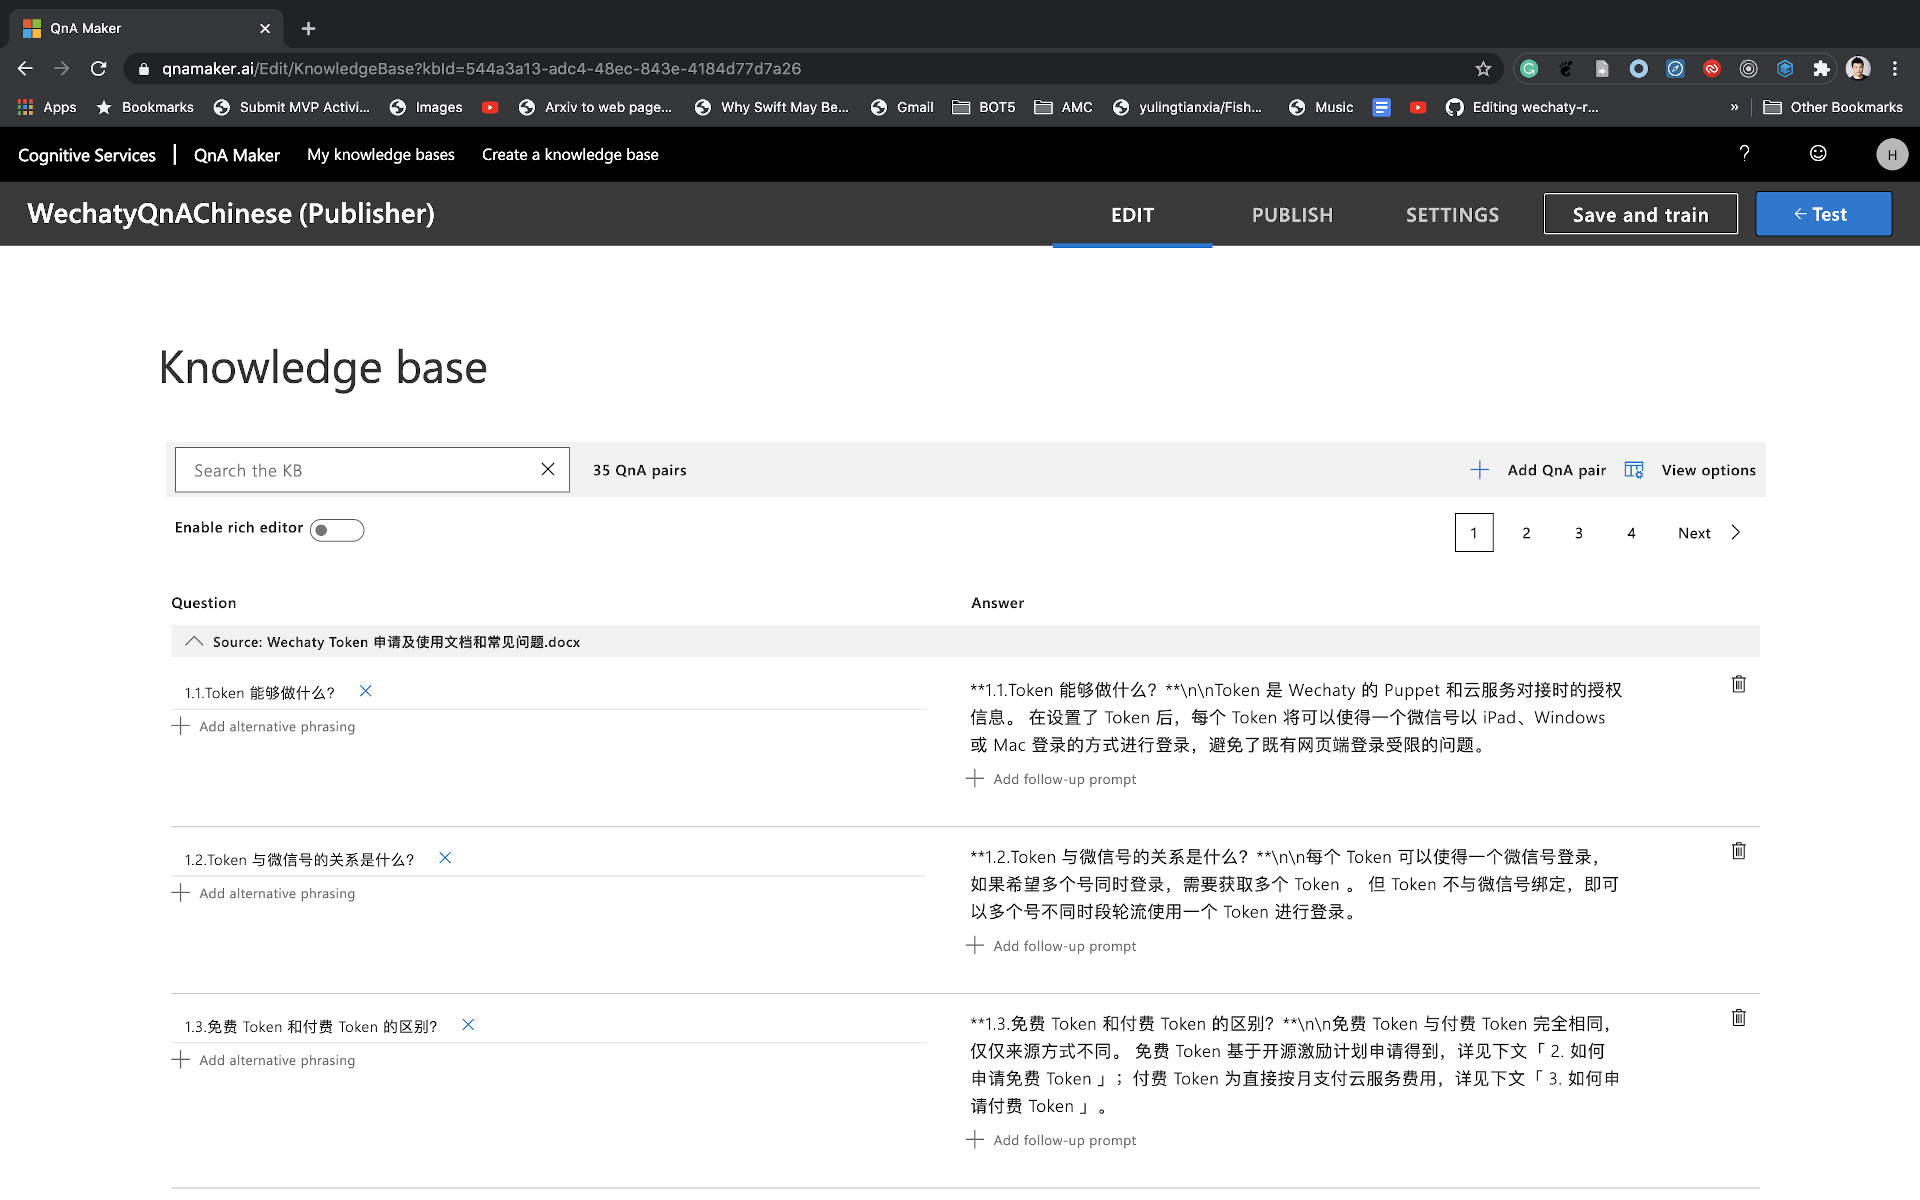 QnA Maker
qnamaker.ai/Edit/KnowledgeBase?kbId=544a3a13-adc4-48ec-843e-4184d77d7a26
Apps Bookmarks Submit MVP Activi... Images Arxiv to web page... Why Swift May Be... Gmail BOT5 AMC yulingtianxia/Fish... Music Editing wechaty-r... » Other Bookmarks
Cognitive Services | QnA Maker My knowledge bases Create a knowledge base ? H
WechatyQnAChinese (Publisher) EDIT PUBLISH SETTINGS Save and train ← Test
Knowledge base
Search the KB 35 QnA pairs Add QnA pair View options
Enable rich editor 1 2 3 4 Next
Question Answer
Source: Wechaty Token 申请及使用文档和常见问题.docx
1.1.Token 能够做什么？
Add alternative phrasing
**1.1.Token 能够做什么？**\n\nToken 是 Wechaty 的 Puppet 和云服务对接时的授权
信息。 在设置了 Token 后，每个 Token 将可以使得一个微信号以 iPad、Windows
或 Mac 登录的方式进行登录，避免了既有网页端登录受限的问题。
Add follow-up prompt
1.2.Token 与微信号的关系是什么？
Add alternative phrasing
**1.2.Token 与微信号的关系是什么？**\n\n每个 Token 可以使得一个微信号登录，
如果希望多个号同时登录，需要获取多个 Token 。 但 Token 不与微信号绑定，即可
以多个号不同时段轮流使用一个 Token 进行登录。
Add follow-up prompt
1.3.免费 Token 和付费 Token 的区别？
Add alternative phrasing
**1.3.免费 Token 和付费 Token 的区别？**\n\n免费 Token 与付费 Token 完全相同，
仅仅来源方式不同。 免费 Token 基于开源激励计划申请得到，详见下文「 2. 如何
申请免费 Token 」； 付费 Token 为直接按月支付云服务费用，详见下文「 3. 如何申
请付费 Token 」。
Add follow-up prompt